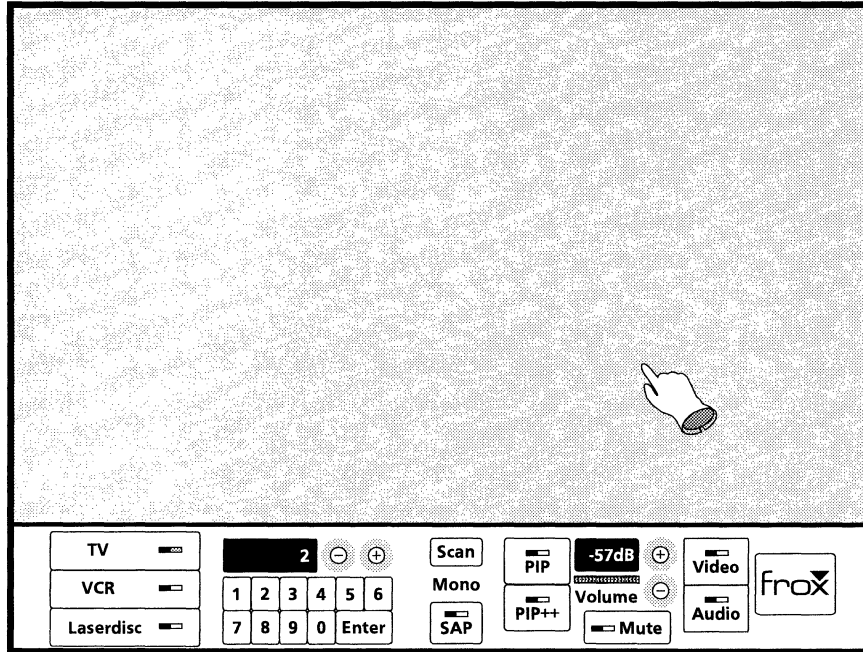 TV
VCR
Laserdisc
2
1 2 3 4 5 6
7 8 9 0 Enter
Scan
Mono
SAP
PIP
PIP++
-57dB
Volume
Mute
Video
Audio
frox